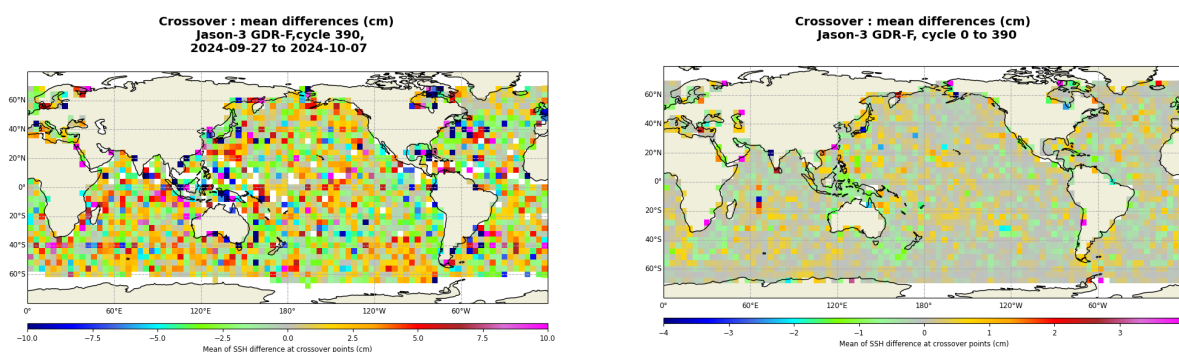 Crossover : mean differences (cm)
Jason-3 GDR-F,cycle 390,
2024-09-27 to 2024-10-07
60°N
40°N
20°N
0°
20°S
40°S
60°S
0°
60°E
120°E
180°
120°W
60°W
−10.0
−7.5
−5.0
−2.5
0.0
2.5
5.0
7.5
10.0
Mean of SSH difference at crossover points (cm)
Crossover : mean differences (cm)
Jason-3 GDR-F, cycle 0 to 390
60°N
40°N
20°N
0°
20°S
40°S
60°S
0°
60°E
120°E
180°
120°W
60°W
−4
−3
−2
−1
0
1
2
3
Mean of SSH difference at crossover points (cm)